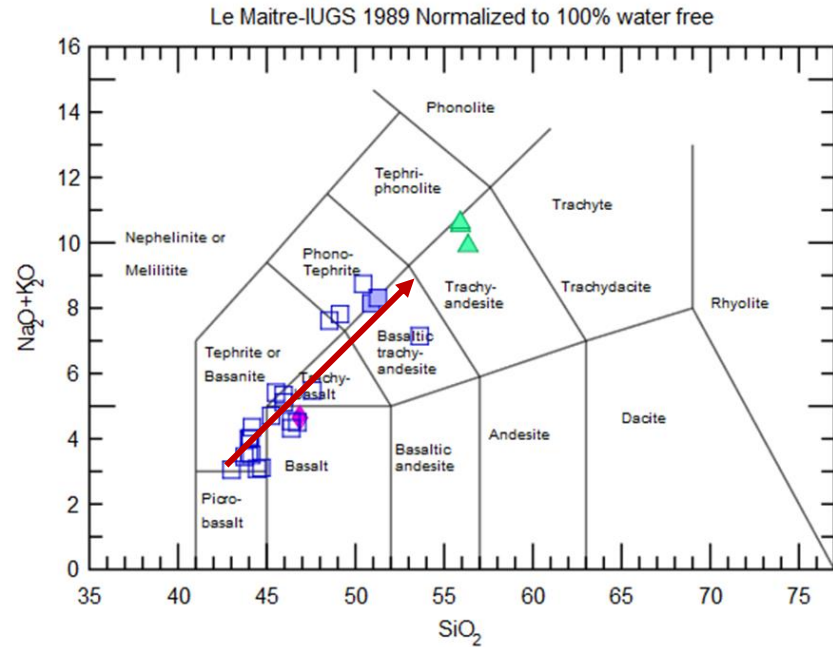 Le Maitre-IUGS 1989 Normalized to 100% water free
16
14
12
10
8
6
4
2
0
Na₂O+K₂O
Phonolite
Tephri-
phonolite
Trachyte
Nephelinite or
Melilitite
Phono-
Tephrite
Trachy-
andesite
Trachydacite
Rhyolite
Tephrite or
Basanite
Basaltic
trachy-
andesite
Trachy-
basalt
Dacite
Andesite
Basaltic
andesite
Basalt
Picro-
basalt
35 40 45 50 55 60 65 70 75
SiO₂